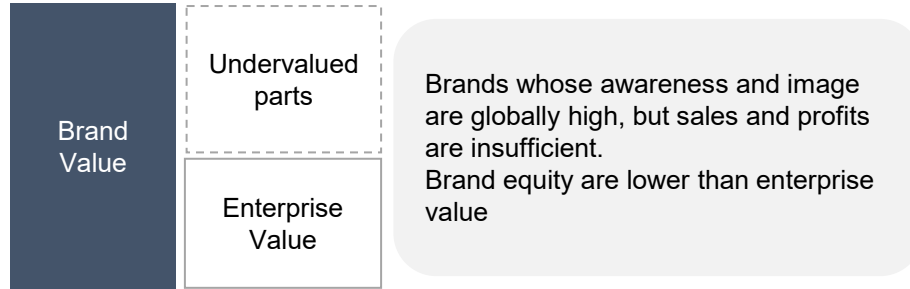 Brand
Value
Undervalued
parts
Enterprise
Value
Brands whose awareness and image
are globally high, but sales and profits
are insufficient.
Brand equity are lower than enterprise
value